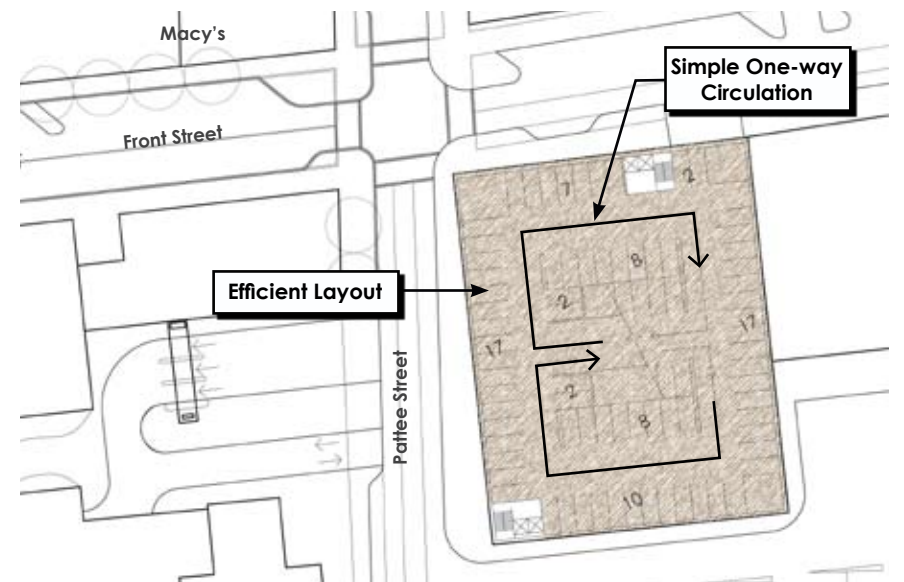 Macy's
Simple One-way
Circulation
Front Street
7
2
8
Efficient Layout
2
17
17
Pattee Street
2
8
10